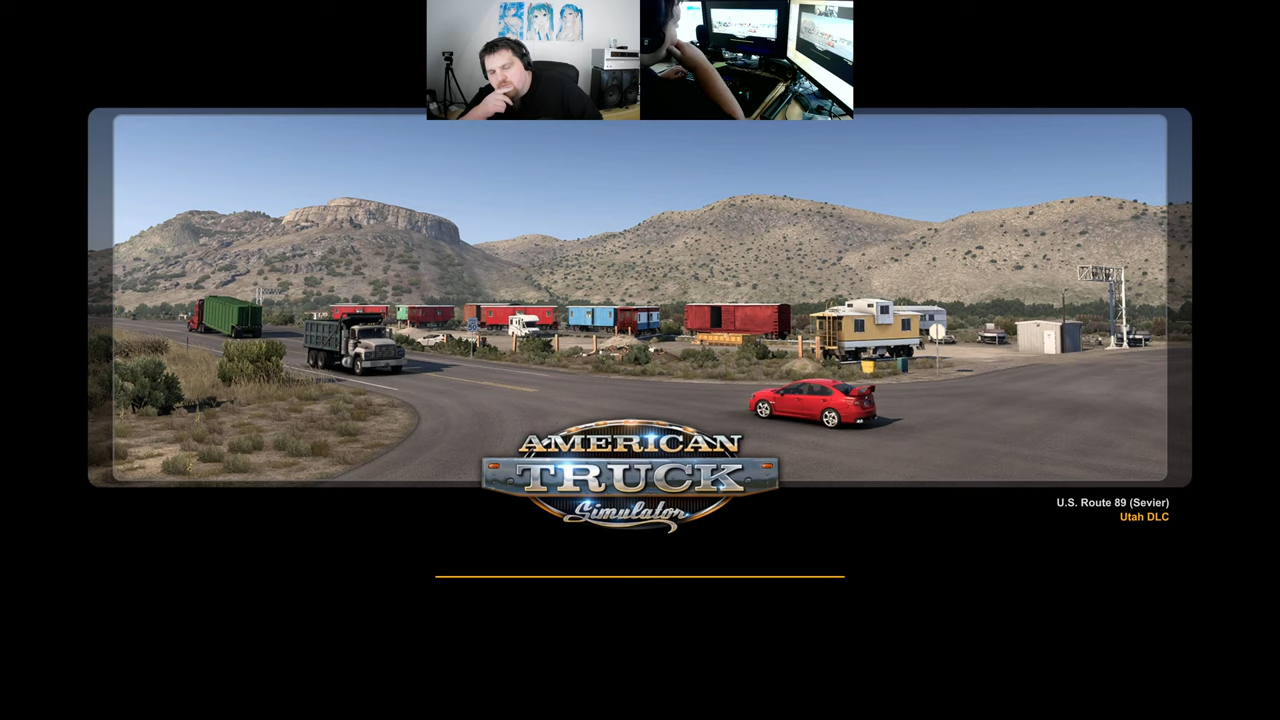 AMERICAN
TRUCK
Simulator
U.S. Route 89 (Sevier)
Utah DLC